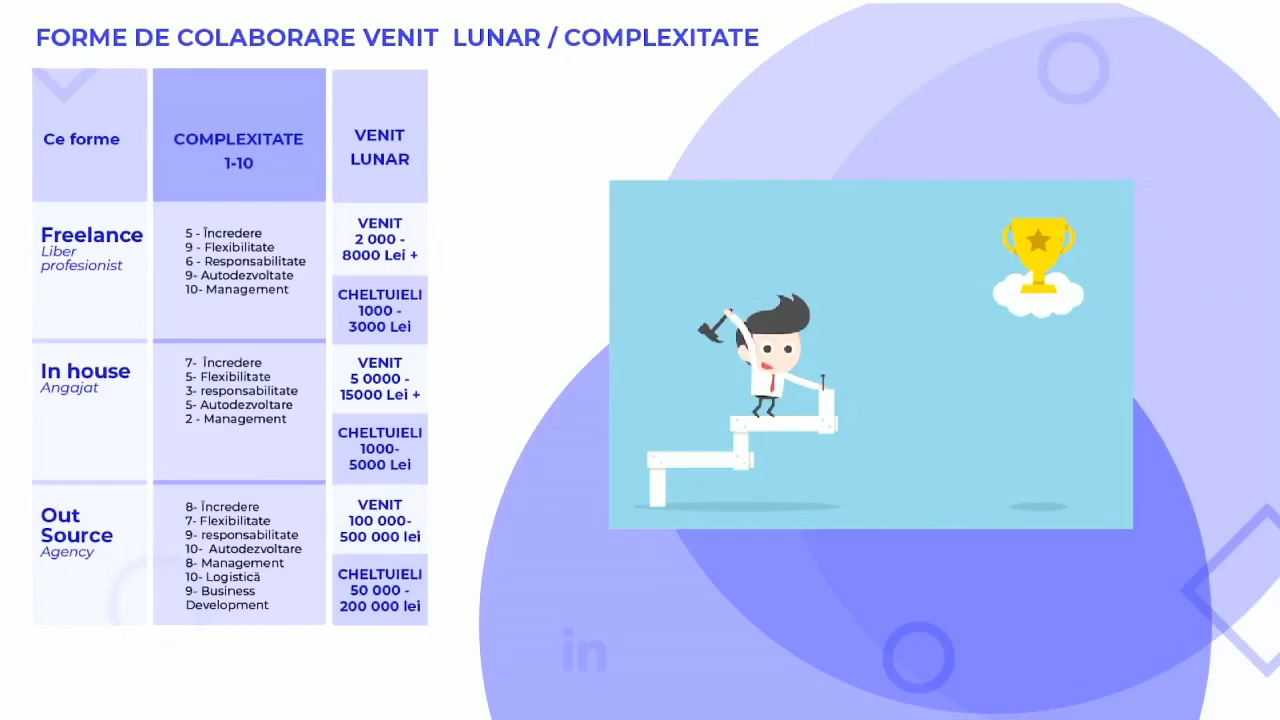 FORME DE COLABORARE VENIT LUNAR / COMPLEXITATE
Ce forme
COMPLEXITATE
1-10
VENIT
LUNAR
Freelance
Liber
profesionist
5 - Încredere
9 - Flexibilitate
6 - Responsabilitate
9- Autodezvoltate
10- Management
VENIT
2 000 -
8000 Lei +
CHELTUIELI
1000 -
3000 Lei
In house
Angajat
7- Încredere
5- Flexibilitate
3- responsabilitate
5- Autodezvoltare
2 - Management
VENIT
5 0000 -
15000 Lei +
CHELTUIELI
1000-
5000 Lei
Out
Source
Agency
8- Încredere
7- Flexibilitate
9- responsabilitate
10- Autodezvoltare
8- Management
10- Logistică
9- Business
Development
VENIT
100 000-
500 000 lei
CHELTUIELI
50 000 -
200 000 lei
in